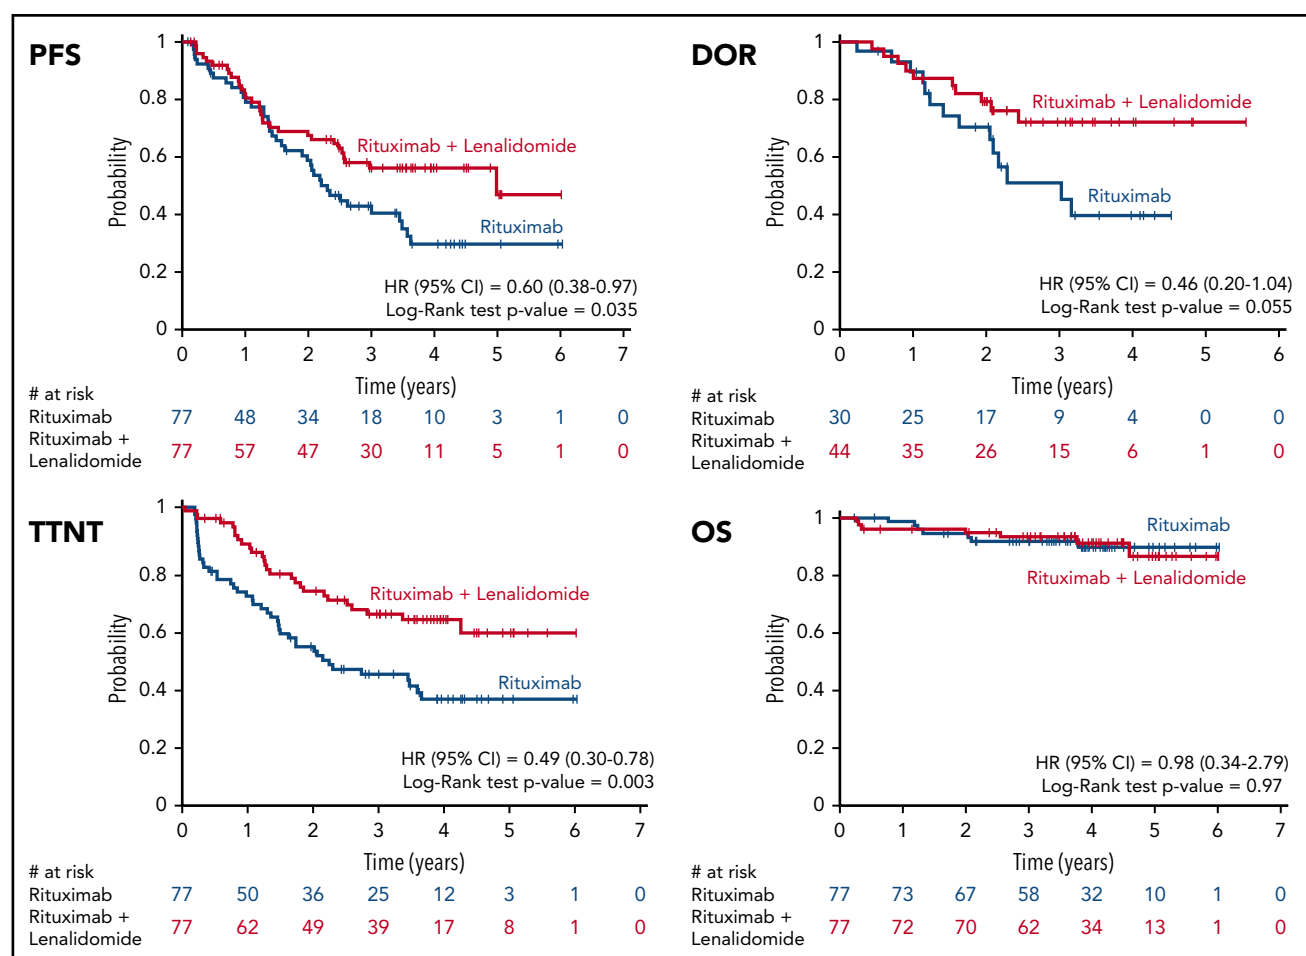 PFS
Probability
1
0.8
0.6
0.4
0.2
0
Rituximab + Lenalidomide
Rituximab
HR (95% CI) = 0.60 (0.38-0.97)
Log-Rank test p-value = 0.035
0 1 2 3 4 5 6 7
Time (years)
# at risk
Rituximab 77 48 34 18 10 3 1 0
Rituximab +
Lenalidomide 77 57 47 30 11 5 1 0
DOR
Probability
1
0.8
0.6
0.4
0.2
0
Rituximab + Lenalidomide
Rituximab
HR (95% CI) = 0.46 (0.20-1.04)
Log-Rank test p-value = 0.055
0 1 2 3 4 5 6
Time (years)
# at risk
Rituximab 30 25 17 9 4 0 0
Rituximab +
Lenalidomide 44 35 26 15 6 1 0
TTNT
Probability
1
0.8
0.6
0.4
0.2
0
Rituximab + Lenalidomide
Rituximab
HR (95% CI) = 0.49 (0.30-0.78)
Log-Rank test p-value = 0.003
0 1 2 3 4 5 6 7
Time (years)
# at risk
Rituximab 77 50 36 25 12 3 1 0
Rituximab +
Lenalidomide 77 62 49 39 17 8 1 0
OS
Probability
1
0.8
0.6
0.4
0.2
0
Rituximab
Rituximab + Lenalidomide
HR (95% CI) = 0.98 (0.34-2.79)
Log-Rank test p-value = 0.97
0 1 2 3 4 5 6 7
Time (years)
# at risk
Rituximab 77 73 67 58 32 10 1 0
Rituximab +
Lenalidomide 77 72 70 62 34 13 1 0